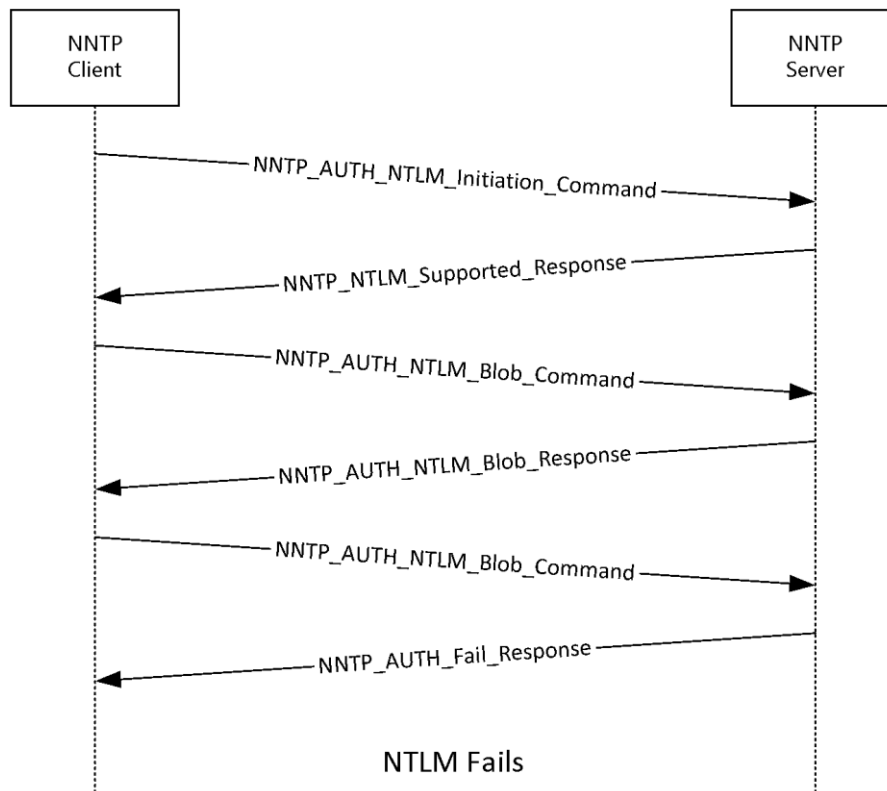 NNTP
Client
NNTP
Server
NNTP_AUTH_NTLM_Initiation_Command
NNTP_NTLM_Supported_Response
NNTP_AUTH_NTLM_Blob_Command
NNTP_AUTH_NTLM_Blob_Response
NNTP_AUTH_NTLM_Blob_Command
NNTP_AUTH_Fail_Response
NTLM Fails